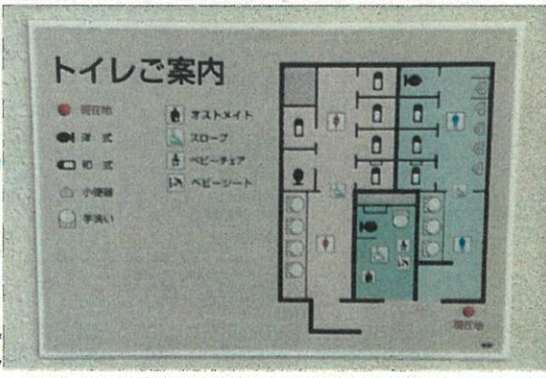 トイレご案内
現在地
洋式
和式
小便器
手洗い
オストメイト
スロープ
ベビーチェア
ベビーシート
現在地